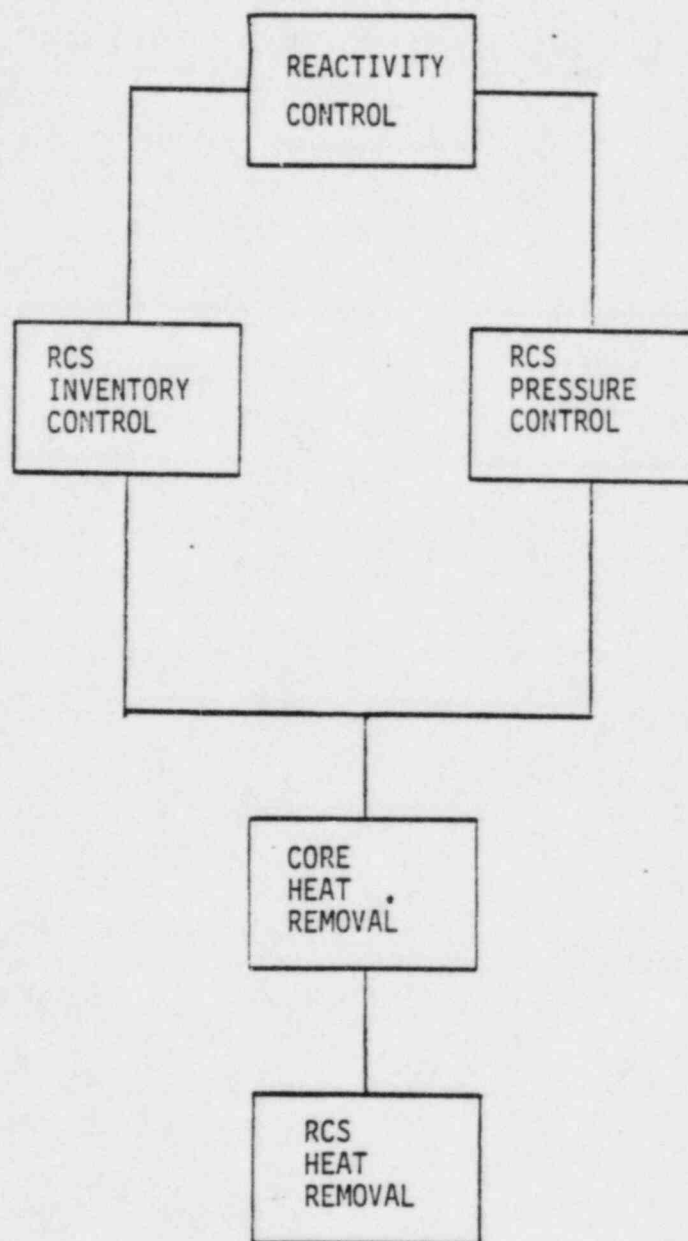 REACTIVITY
CONTROL
RCS
INVENTORY
CONTROL
RCS
PRESSURE
CONTROL
CORE
HEAT
REMOVAL
RCS
HEAT
REMOVAL